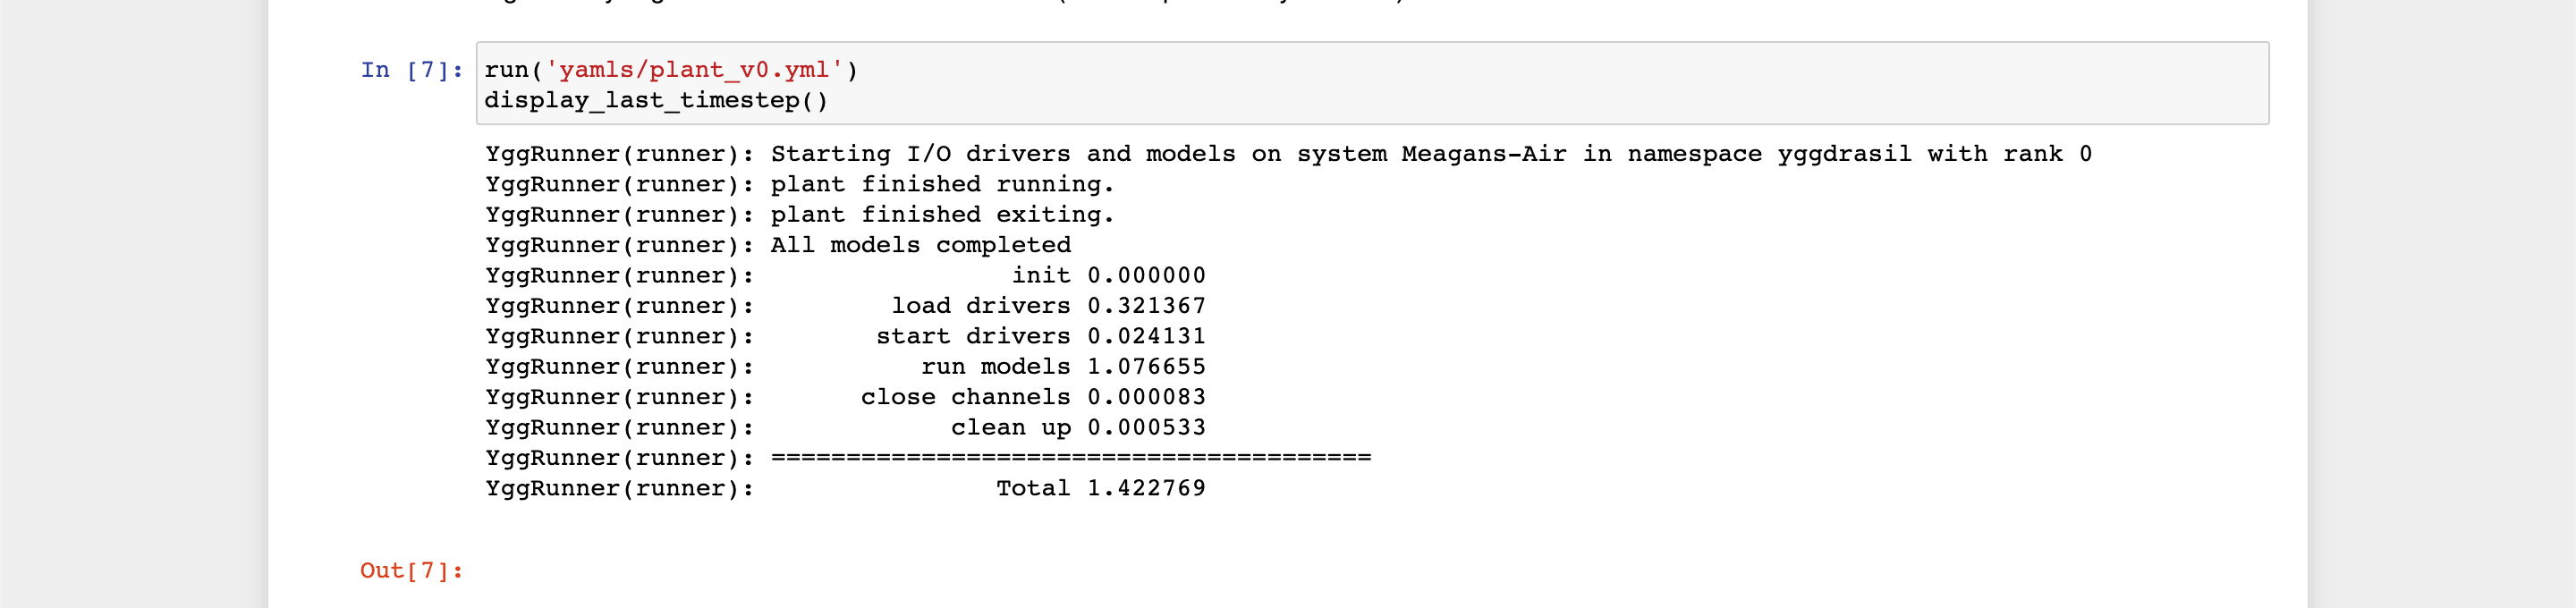 In [7]: run('yamls/plant_v0.yml')
display_last_timestep()
YggRunner(runner): Starting I/O drivers and models on system Meagans-Air in namespace yggdrasil with rank 0
YggRunner(runner): plant finished running.
YggRunner(runner): plant finished exiting.
YggRunner(runner): All models completed
YggRunner(runner):                 init 0.000000
YggRunner(runner):         load drivers 0.321367
YggRunner(runner):        start drivers 0.024131
YggRunner(runner):           run models 1.076655
YggRunner(runner):       close channels 0.000083
YggRunner(runner):             clean up 0.000533
YggRunner(runner): ========================================
YggRunner(runner):                Total 1.422769
Out[7]: